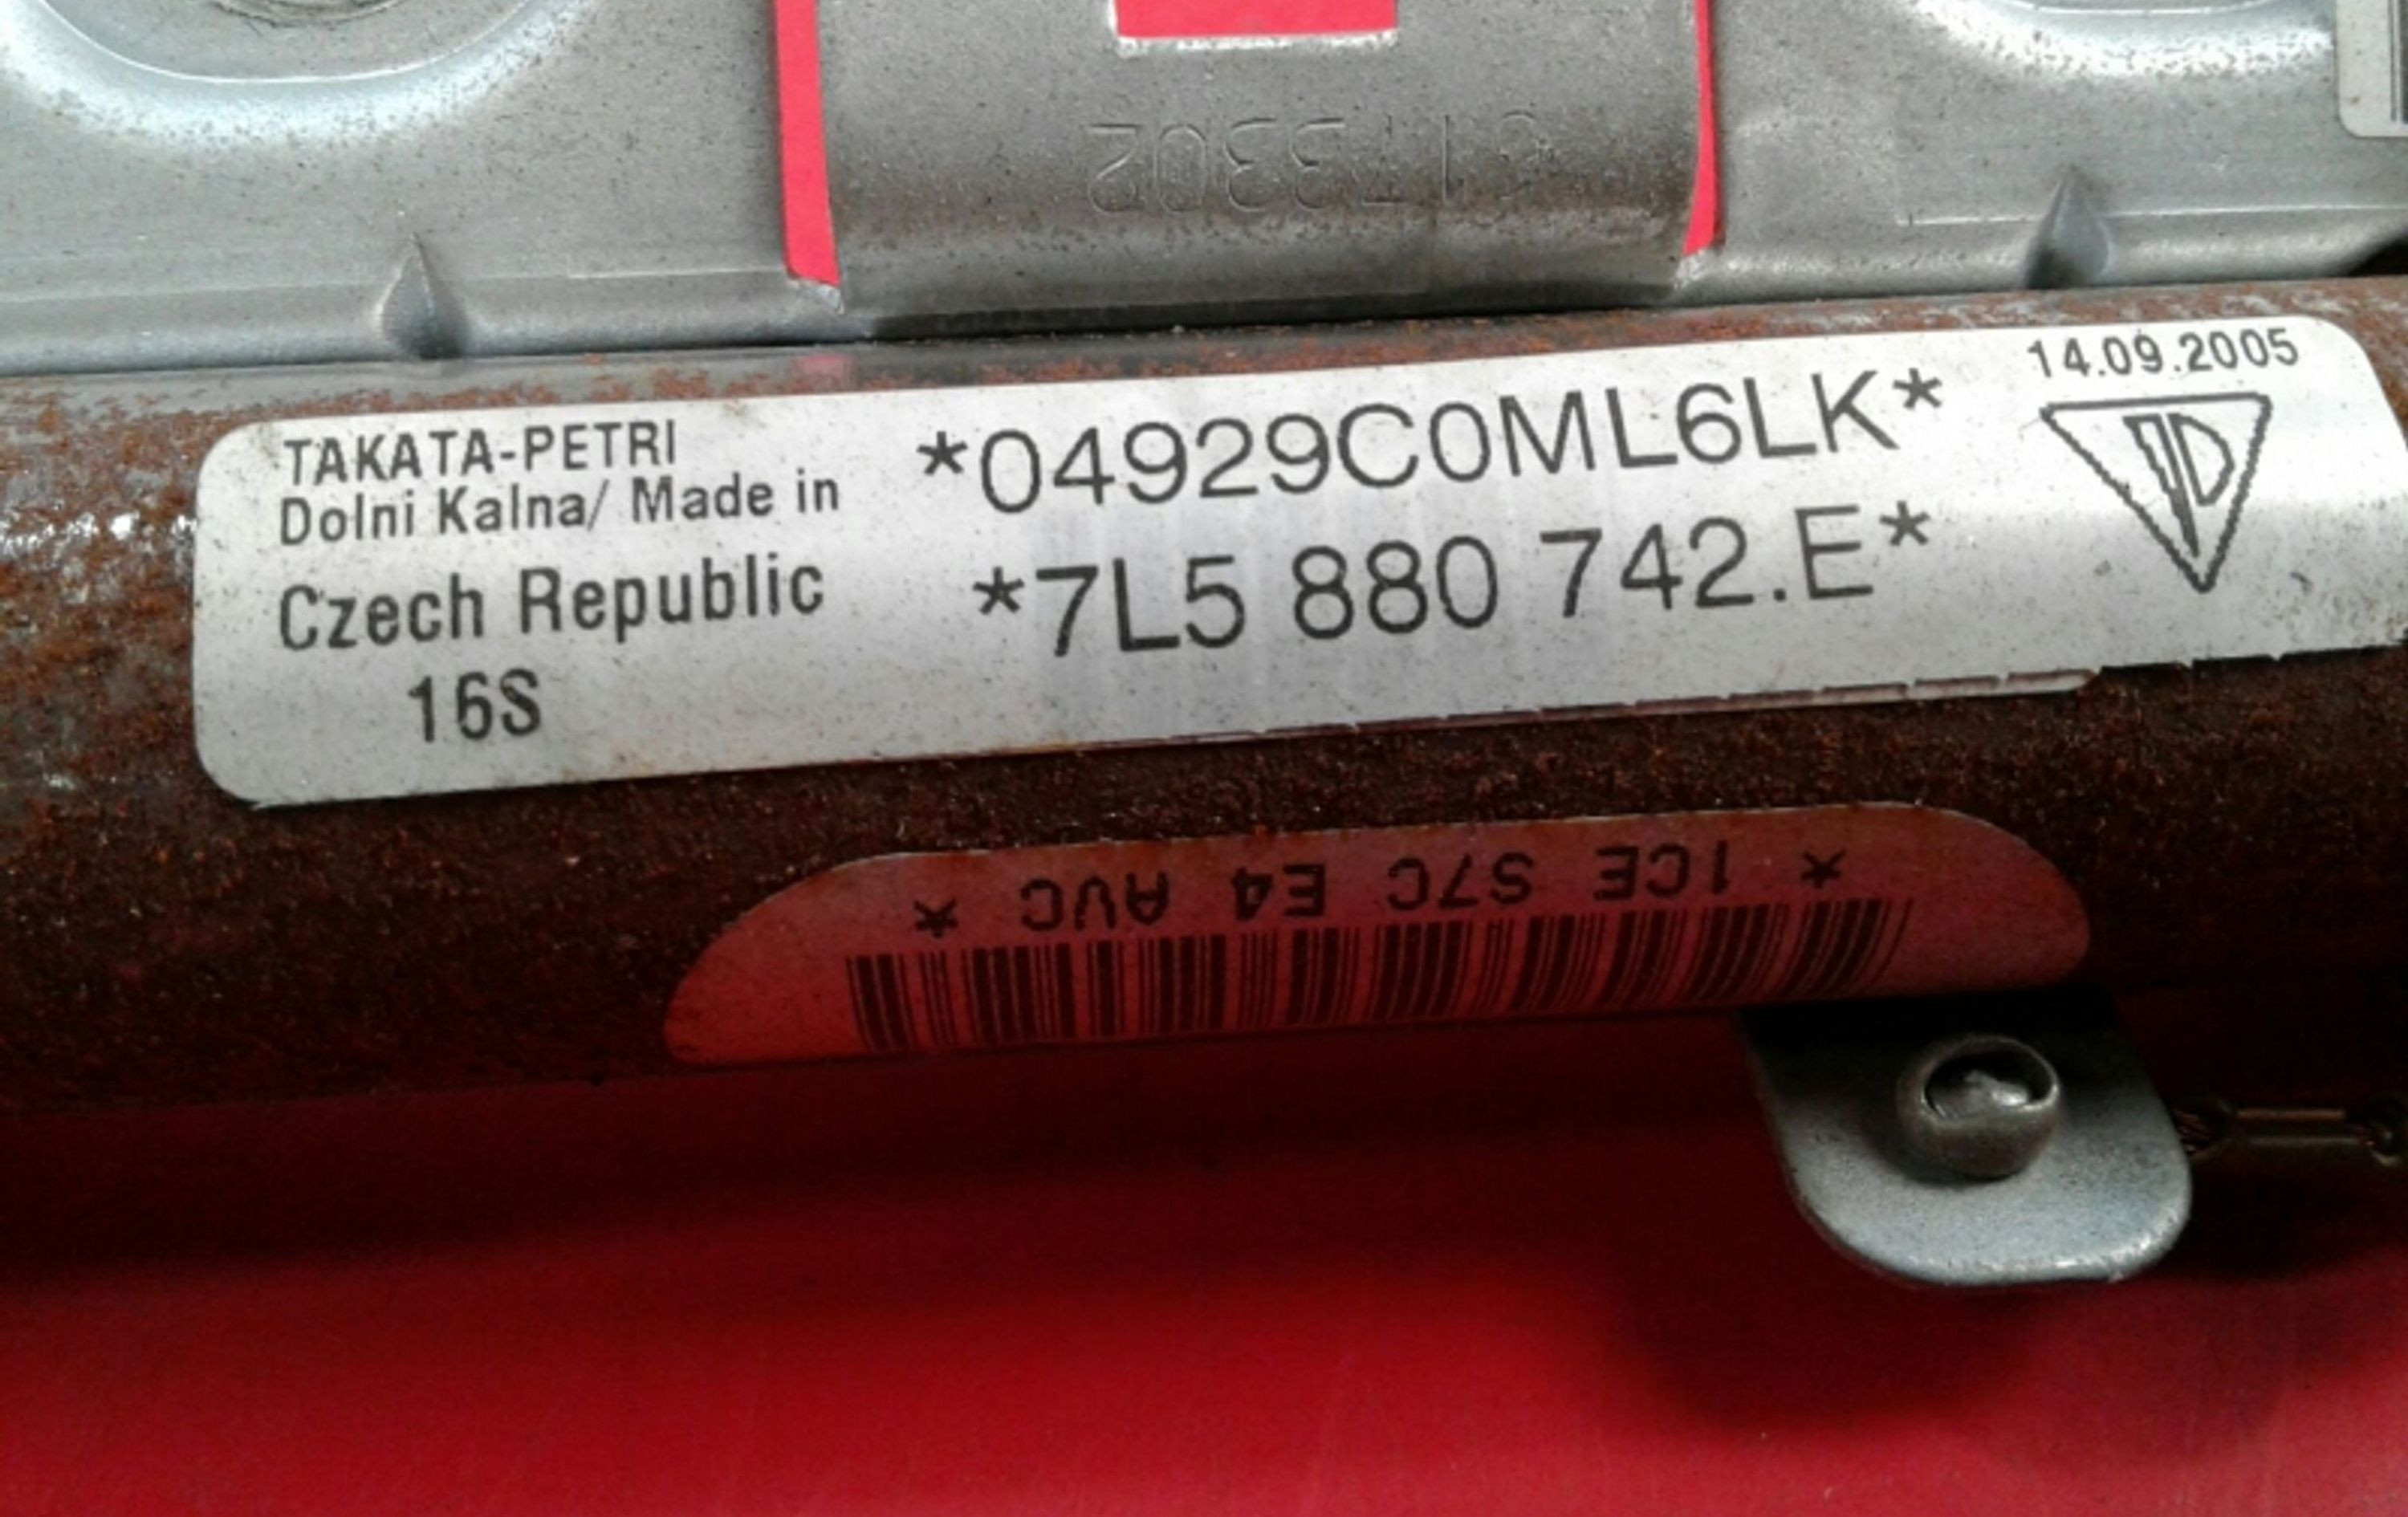 TAKATA-PETRI
Dolni Kalna/ Made in
Czech Republic
16S
*04929C0ML6LK*
*7L5 880 742.E*
14.09.2005
* 1CE S7C E4 AVC *